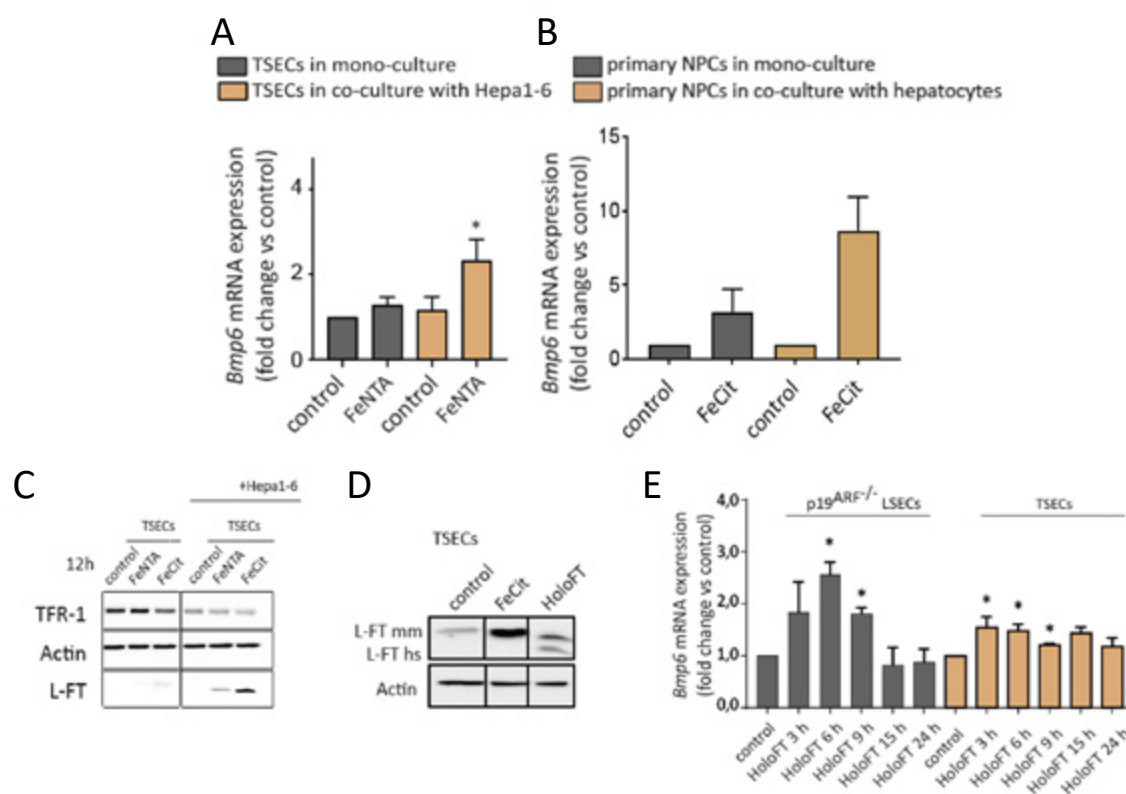 A
TSECs in mono-culture
TSECs in co-culture with Hepa1-6
Bmp6 mRNA expression
(fold change vs control)
4
2
0
*
control
FeNTA
control
FeNTA
B
primary NPCs in mono-culture
primary NPCs in co-culture with hepatocytes
Bmp6 mRNA expression
(fold change vs control)
15
10
5
0
control
FeCit
control
FeCit
C
+Hepa1-6
TSECs
TSECs
12h
control
FeNTA
FeCit
control
FeNTA
FeCit
TFR-1
Actin
L-FT
D
TSECs
control
FeCit
HoloFT
L-FT mm
L-FT hs
Actin
E
p19ARF-/- LSECs
TSECs
Bmp6 mRNA expression
(fold change vs control)
4,0
3,0
2,0
1,0
0,0
*
*
*
*
*
control
HoloFT 3 h
HoloFT 6 h
HoloFT 9 h
HoloFT 15 h
HoloFT 24 h
control
HoloFT 3 h
HoloFT 6 h
HoloFT 9 h
HoloFT 15 h
HoloFT 24 h